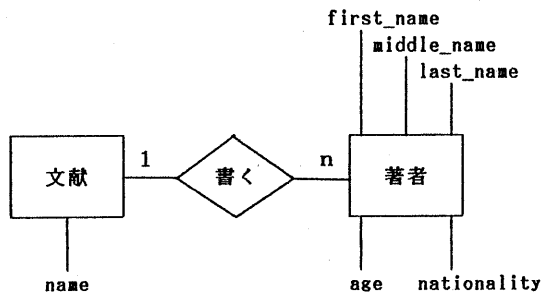 first_name
middle_name
last_name
文献
1
書く
n
著者
name
age
nationality